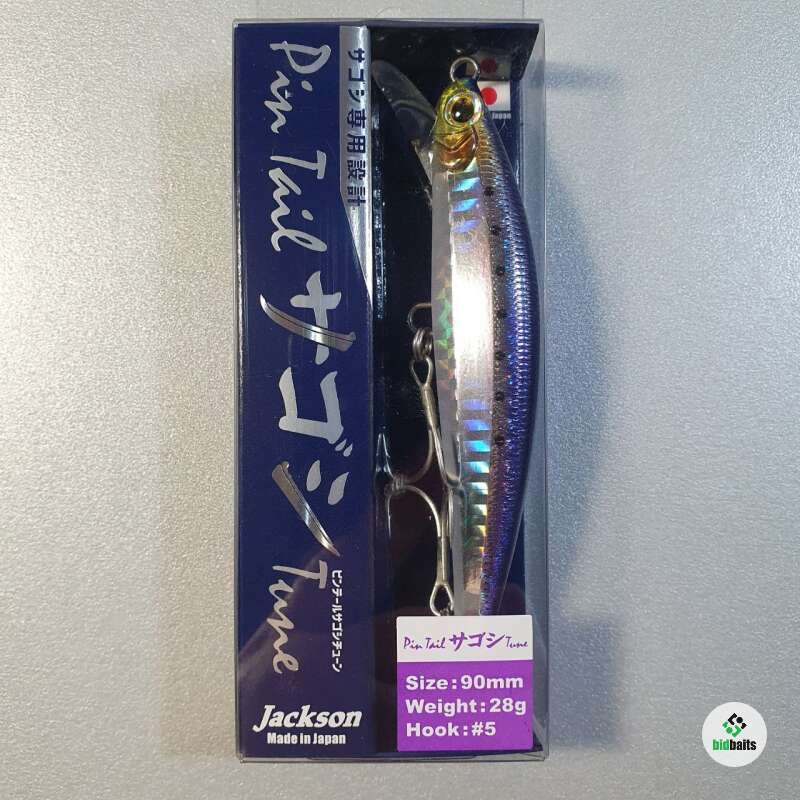 Pin Tail サゴシ Tune
サゴシ専用設計
ピンテールサゴシチューン
Jackson
Made in Japan
Japan
Pin Tail サゴシ Tune
Size:90mm
Weight:28g
Hook:#5
bidbaits